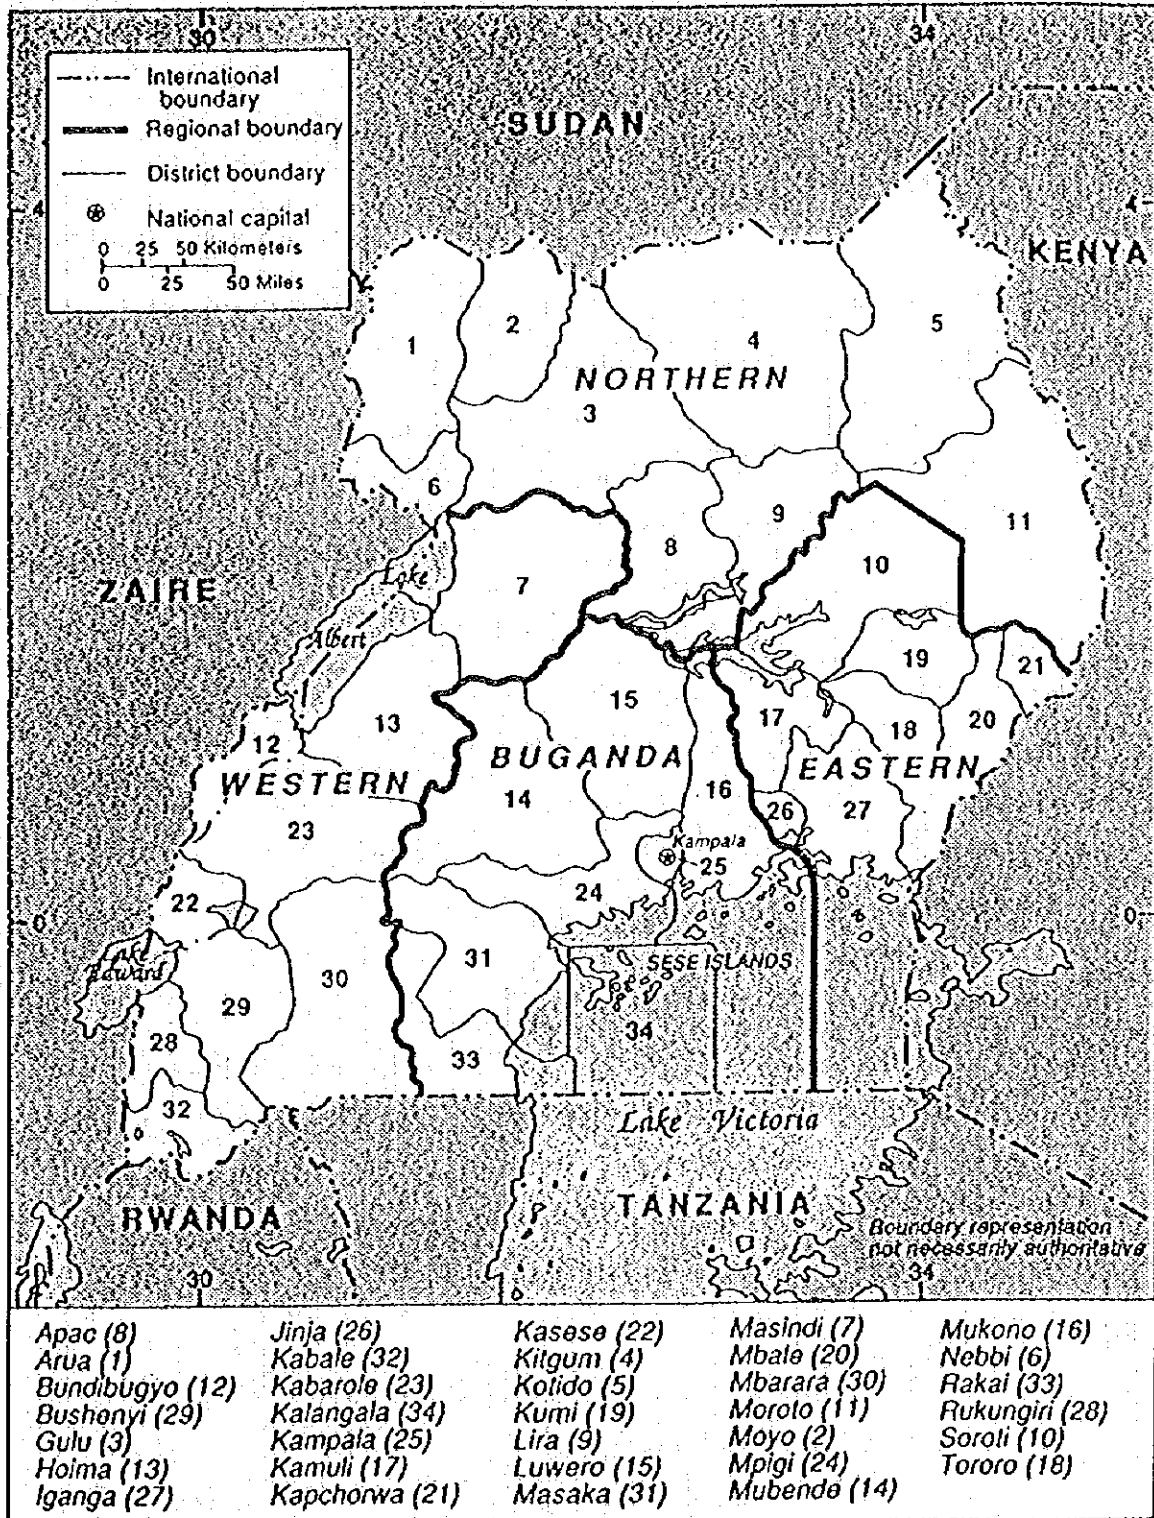 30
34
International
boundary
Regional boundary
District boundary
National capital
0 25 50 Kilometers
0 25 50 Miles
SUDAN
4
4
KENYA
1
2
4
5
NORTHERN
3
6
9
11
8
10
7
ZAIRE
Lake
Albert
19
21
15
13
17
18
20
12
BUGANDA
EASTERN
WESTERN
14
16
26
27
23
Kampala
25
24
22
0
0
Lake
Edward
31
SESE ISLANDS
30
29
34
28
33
32
Lake Victoria
RWANDA
TANZANIA
Boundary representation
not necessarily authoritative
30
34
Apac (8)
Arua (1)
Bundibugyo (12)
Bushenyi (29)
Gulu (3)
Hoima (13)
Iganga (27)
Jinja (26)
Kabale (32)
Kabarole (23)
Kalangala (34)
Kampala (25)
Kamuli (17)
Kapchorwa (21)
Kasese (22)
Kitgum (4)
Kotido (5)
Kumi (19)
Lira (9)
Luwero (15)
Masaka (31)
Masindi (7)
Mbale (20)
Mbarara (30)
Moroto (11)
Moyo (2)
Mpigi (24)
Mubende (14)
Mukono (16)
Nebbi (6)
Rakai (33)
Rukungiri (28)
Soroti (10)
Tororo (18)